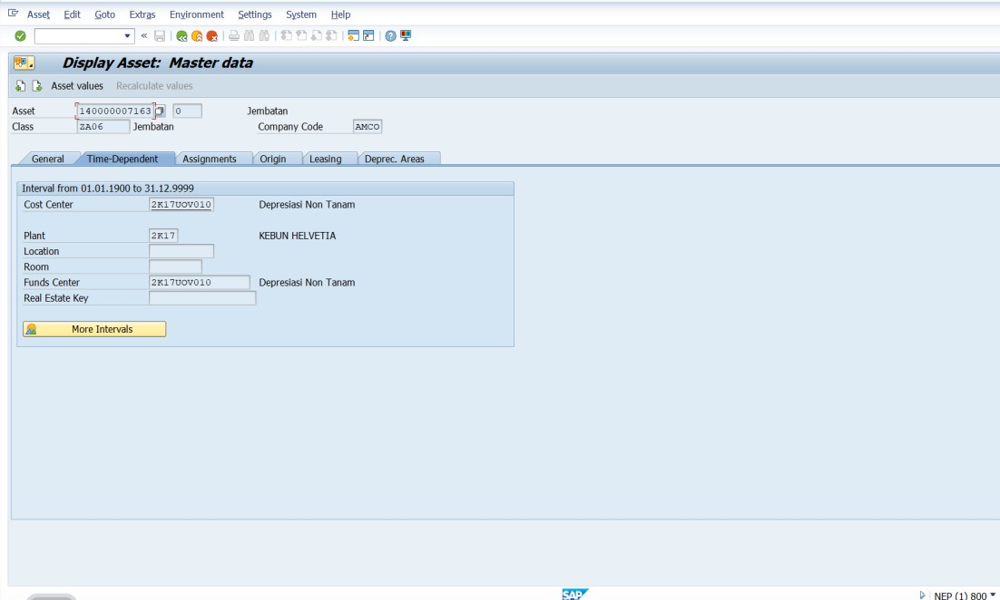 Asset Edit Goto Extras Environment Settings System Help
Display Asset: Master data
Asset values Recalculate values
Asset 140000007163 0 Jembatan
Class ZA06 Jembatan Company Code AMCO
General Time-Dependent Assignments Origin Leasing Deprec. Areas
Interval from 01.01.1900 to 31.12.9999
Cost Center 2K17UOV010 Depresiasi Non Tanam
Plant 2K17 KEBUN HELVETIA
Location
Room
Funds Center 2K17UOV010 Depresiasi Non Tanam
Real Estate Key
More Intervals
SAP NEP (1) 800